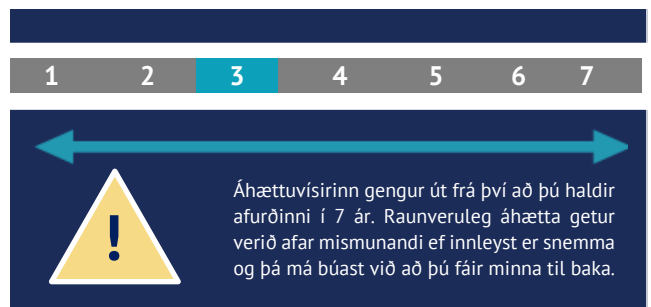 1 2 3 4 5 6 7
!
Áhættuvísirinn gengur út frá því að þú haldir
afurðinni í 7 ár. Raunveruleg áhætta getur
verið afar mismunandi ef innleyst er snemma
og þá má búast við að þú fáir minna til baka.